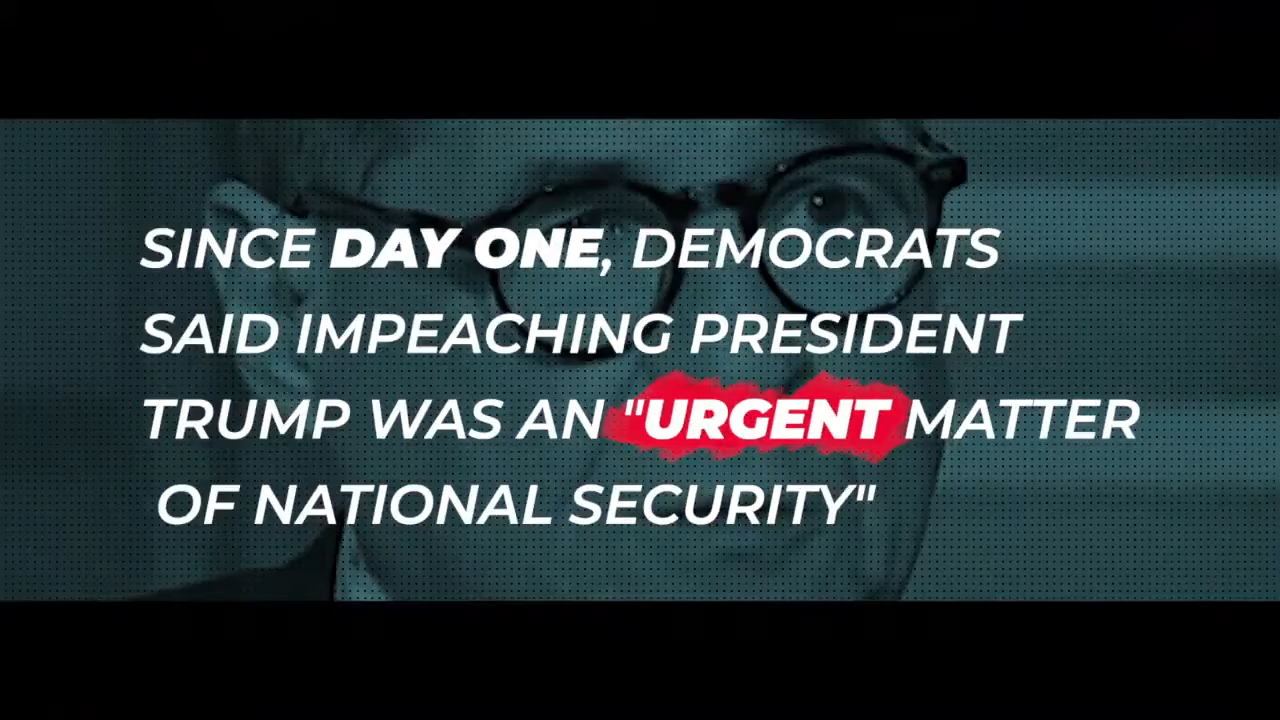 SINCE DAY ONE, DEMOCRATS
SAID IMPEACHING PRESIDENT
TRUMP WAS AN "URGENT MATTER
OF NATIONAL SECURITY"